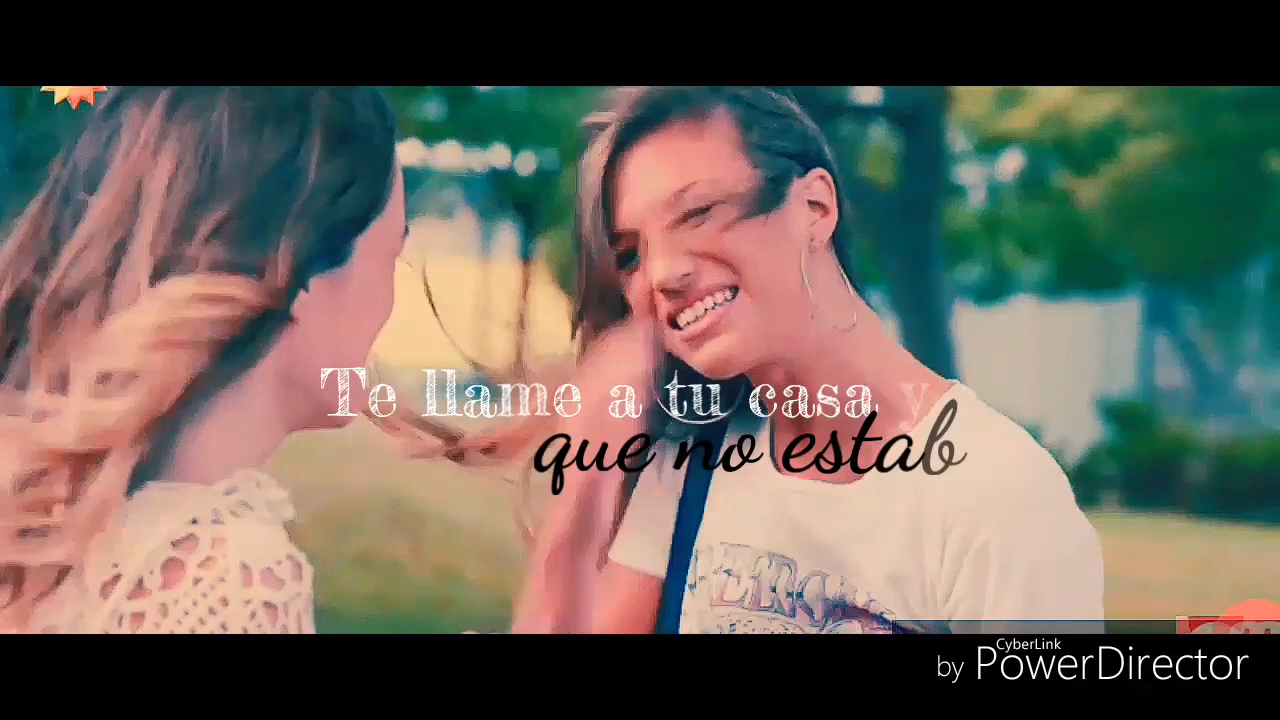 Te llame a tu casa y
que no estab
CyberLink
by PowerDirector